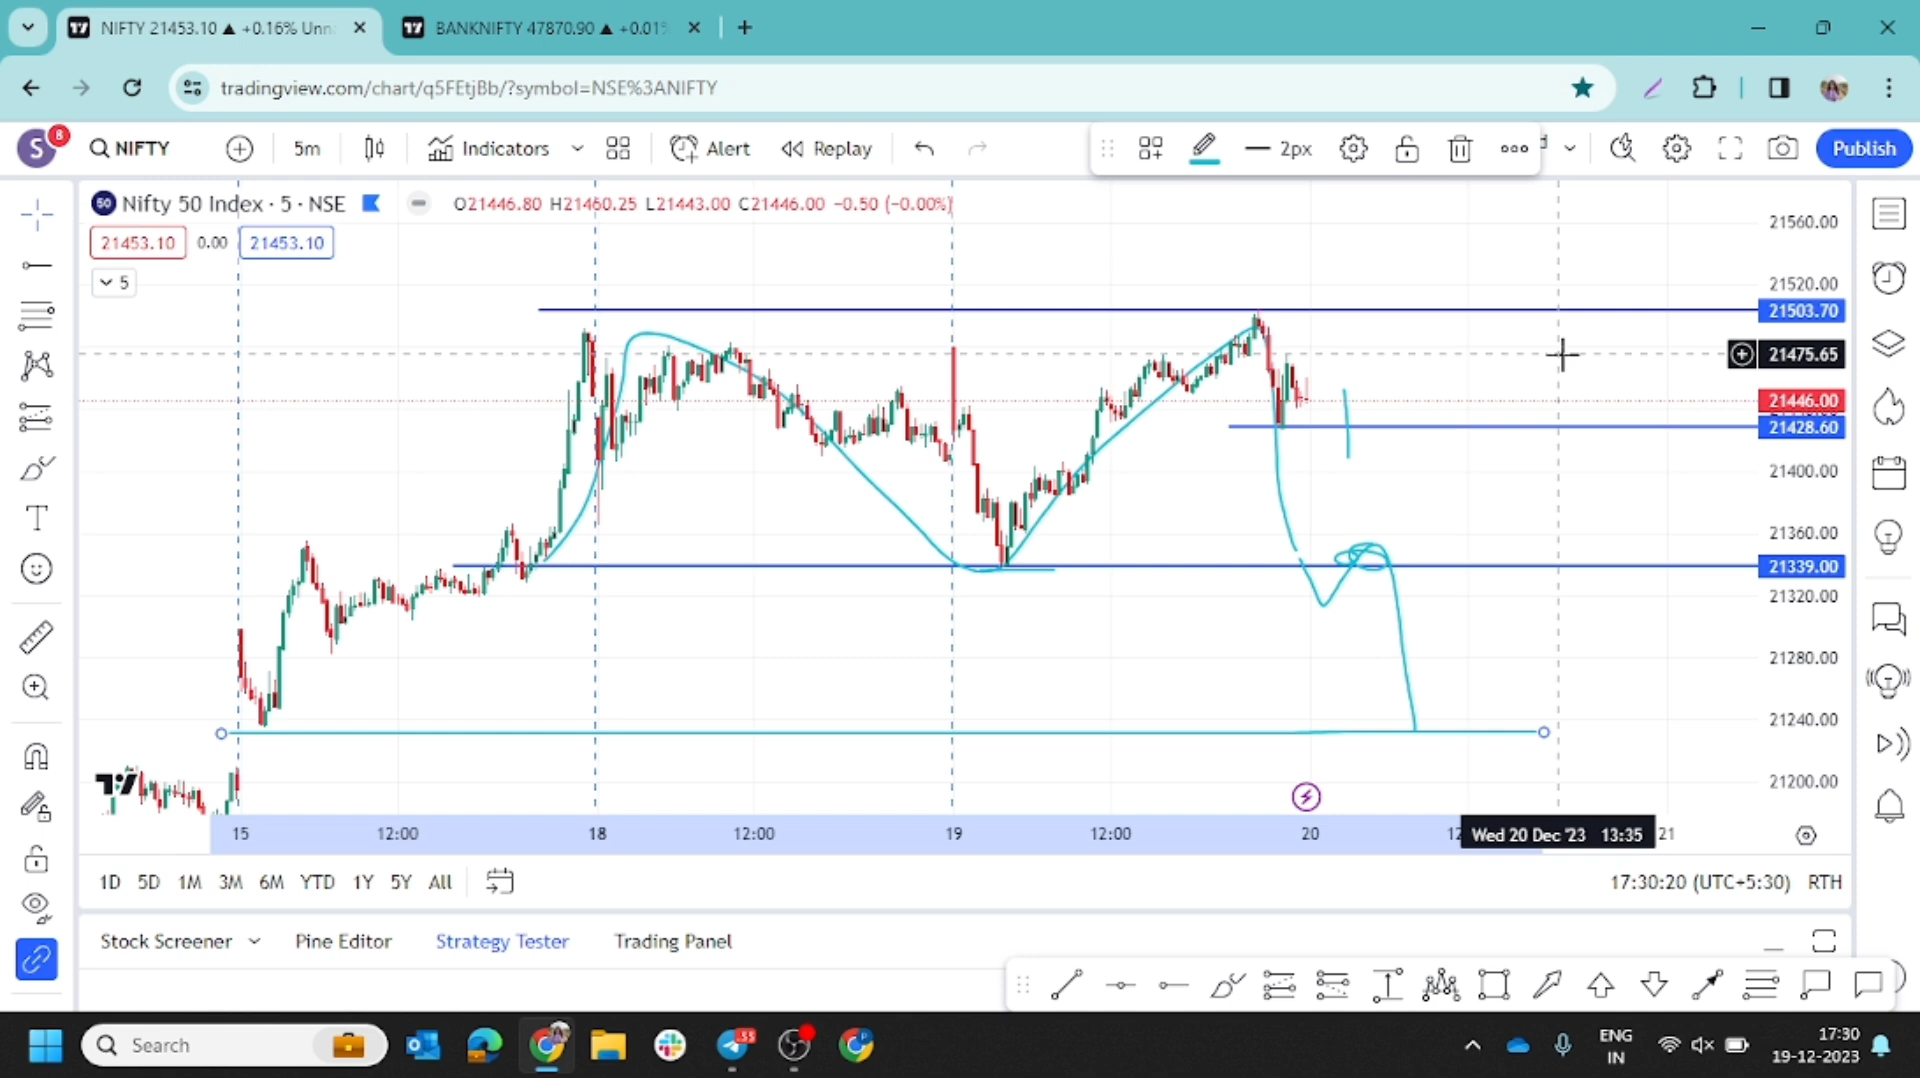 NIFTY 21453.10 ▲ +0.16% Unn
BANKNIFTY 47870.90 ▲ +0.01%
tradingview.com/chart/q5FEtjBb/?symbol=NSE%3ANIFTY
S 8 NIFTY 5m Indicators Alert Replay 2px Publish
50 Nifty 50 Index · 5 · NSE O21446.80 H21460.25 L21443.00 C21446.00 −0.50 (−0.00%)
21453.10 0.00 21453.10
5
21560.00
21520.00
21503.70
21475.65
21446.00
21428.60
21400.00
21360.00
21339.00
21320.00
21280.00
21240.00
21200.00
15 12:00 18 12:00 19 12:00 20 Wed 20 Dec '23 13:35 21
1D 5D 1M 3M 6M YTD 1Y 5Y All 17:30:20 (UTC+5:30) RTH
Stock Screener Pine Editor Strategy Tester Trading Panel
Search
ENG
IN
17:30
19-12-2023